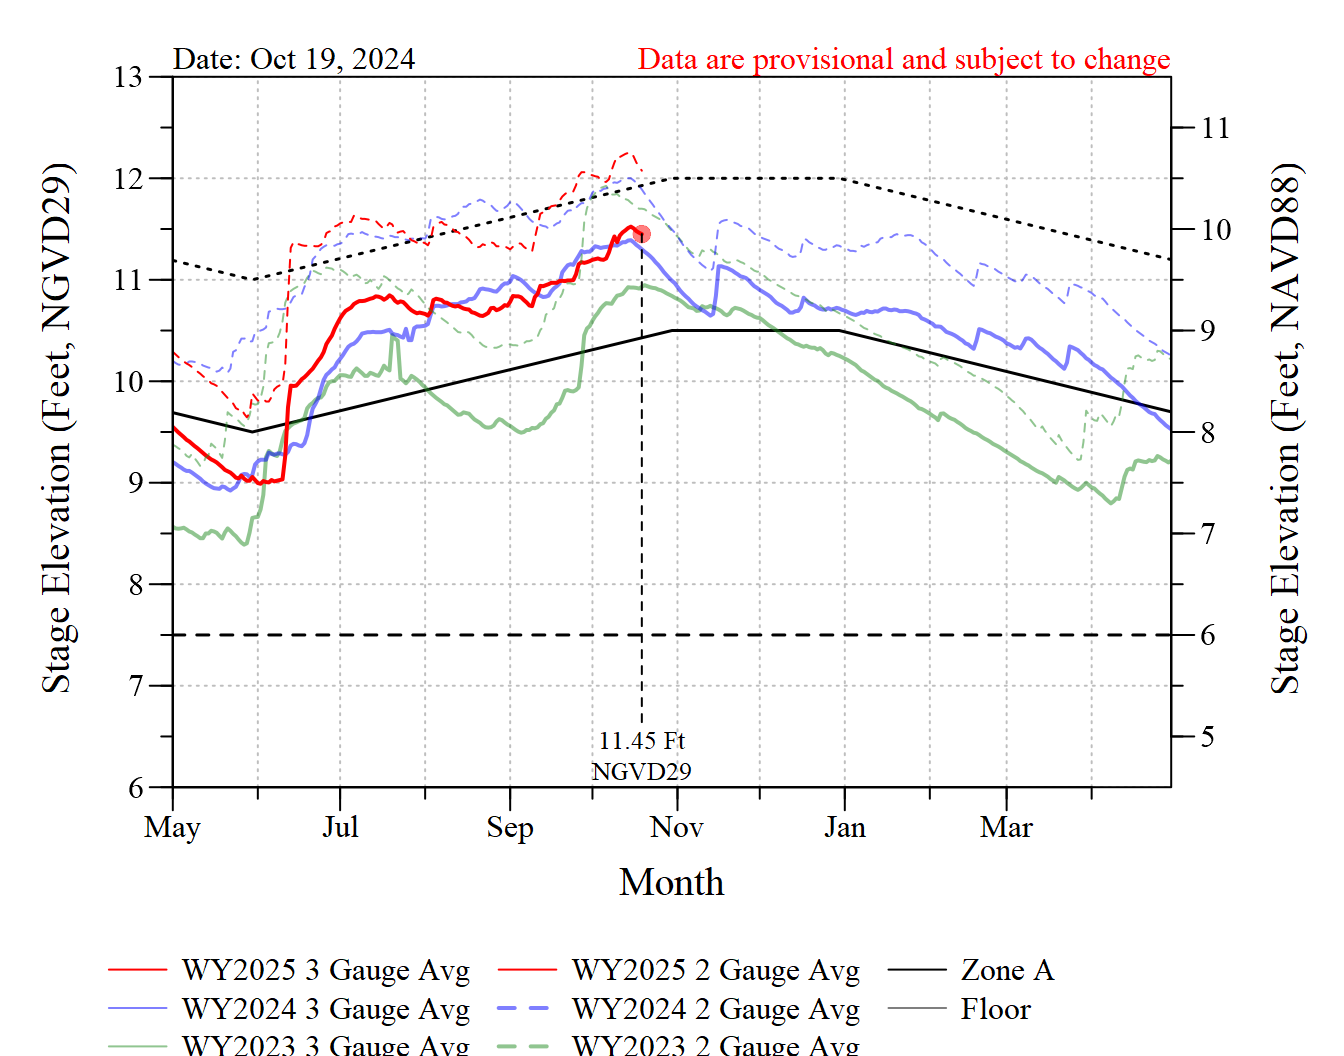 Date: Oct 19, 2024
Data are provisional and subject to change
13
12
11
10
9
8
7
6
11
10
9
8
7
6
5
Stage Elevation (Feet, NGVD29)
Stage Elevation (Feet, NAVD88)
11.45 Ft
NGVD29
May Jul Sep Nov Jan Mar
Month
WY2025 3 Gauge Avg WY2025 2 Gauge Avg Zone A
WY2024 3 Gauge Avg WY2024 2 Gauge Avg Floor
WY2023 3 Gauge Avg WY2023 2 Gauge Avg